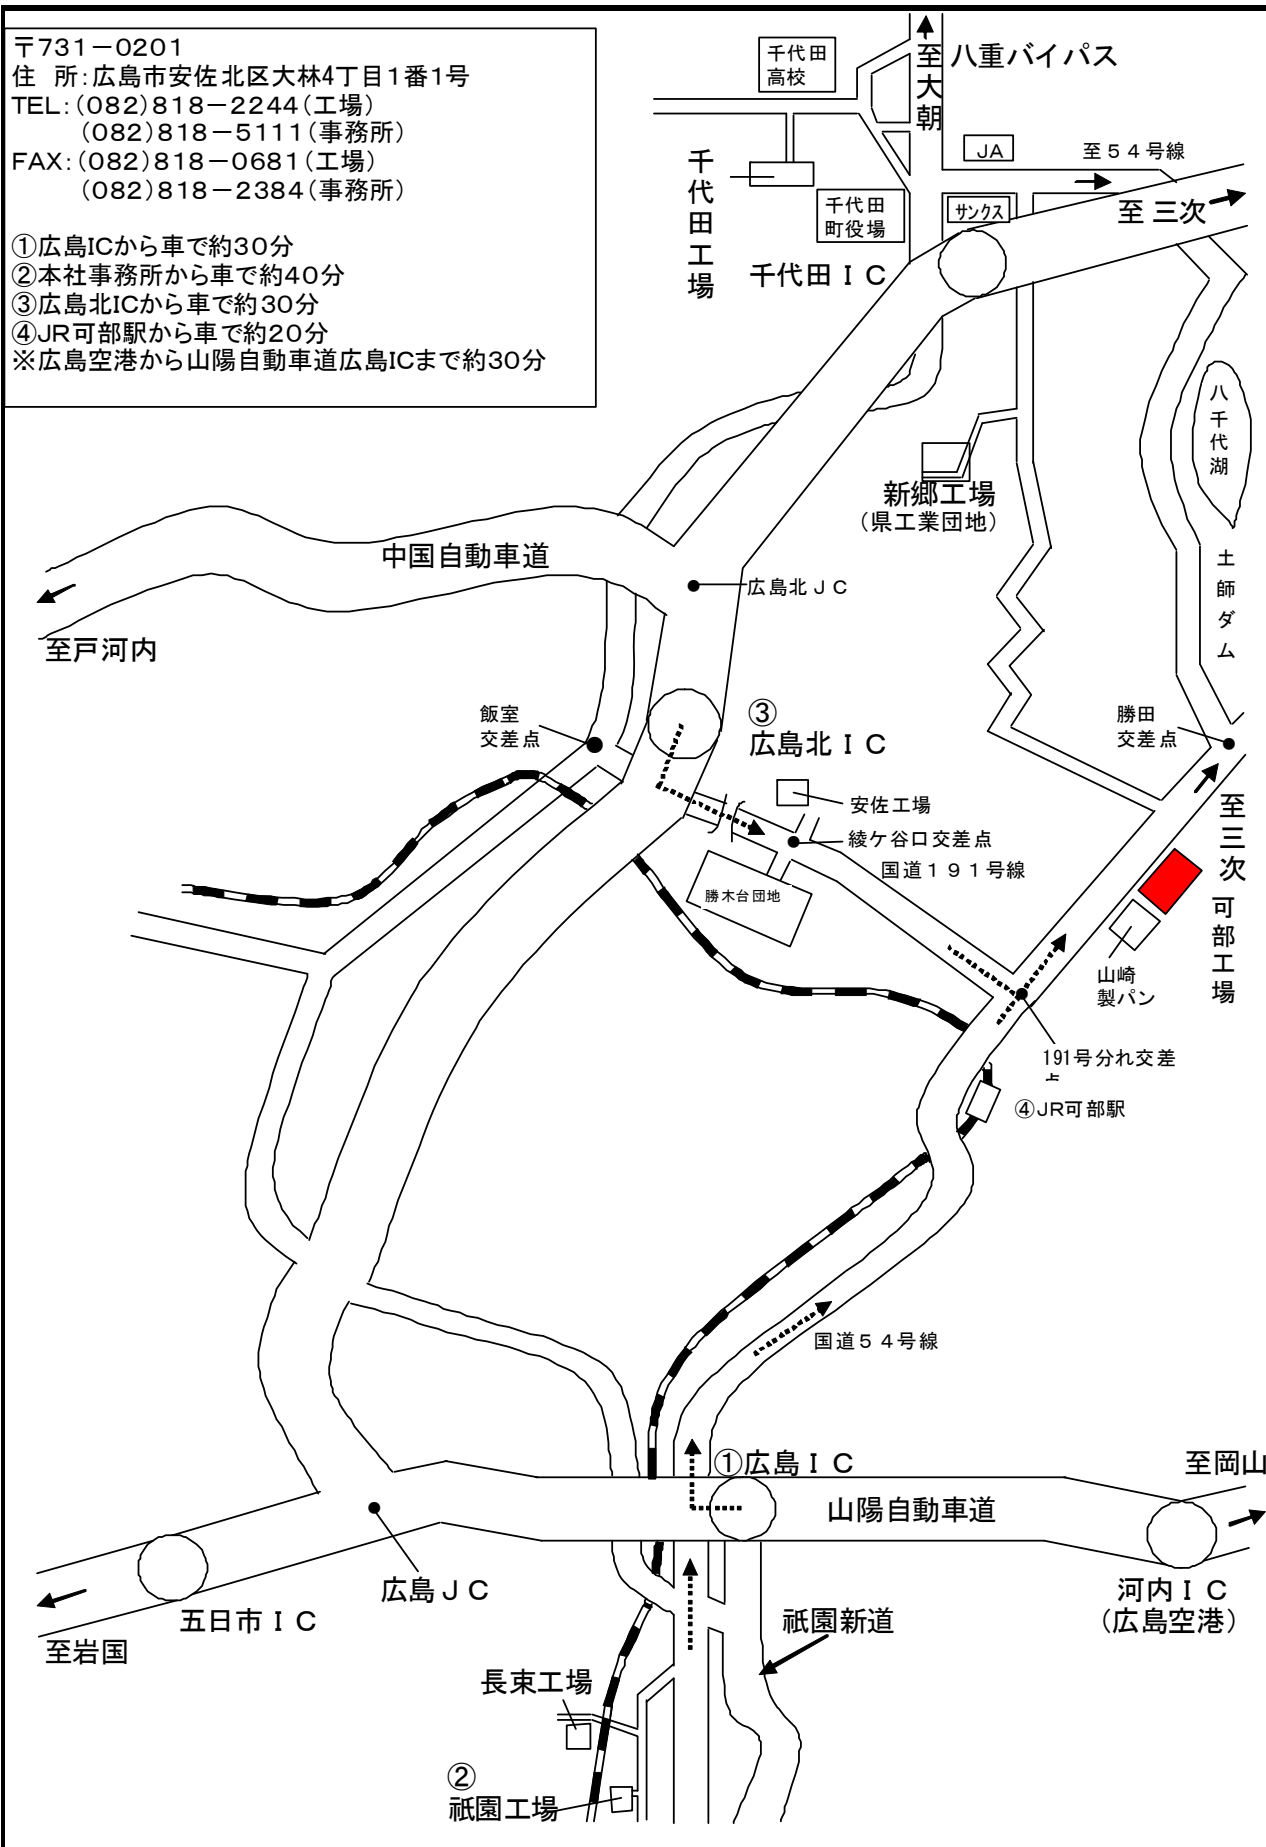 〒731－0201
住　所：広島市安佐北区大林4丁目1番1号
TEL：（082）818－2244（工場）
（082）818－5111（事務所）
FAX：（082）818－0681（工場）
（082）818－2384（事務所）
①広島ICから車で約30分
②本社事務所から車で約40分
③広島北ICから車で約30分
④JR可部駅から車で約20分
※広島空港から山陽自動車道広島ICまで約30分
千代田
高校
至大朝
八重バイパス
JA
至５４号線
千代田工場
千代田
町役場
サンクス
至 三次
千代田ＩＣ
八千代湖
新郷工場
（県工業団地）
中国自動車道
広島北ＪＣ
土師ダム
至戸河内
飯室
交差点
③
広島北ＩＣ
勝田
交差点
安佐工場
至三次
綾ケ谷口交差点
国道１９１号線
勝木台団地
可部工場
山崎
製パン
191号分れ交差
点
④JR可部駅
国道５４号線
①広島ＩＣ
至岡山
山陽自動車道
広島ＪＣ
五日市ＩＣ
河内ＩＣ
（広島空港）
至岩国
祇園新道
長束工場
②
祇園工場